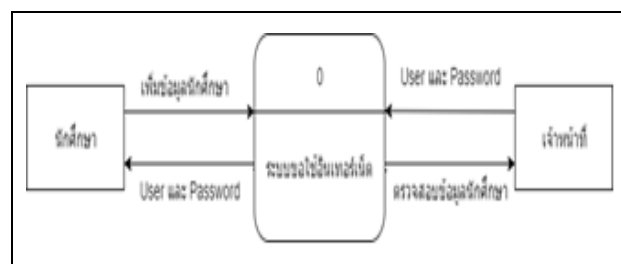 เพิ่มข้อมูลนักศึกษา
0
User และ Password
นักศึกษา
ระบบขอใช้อินเทอร์เน็ต
เจ้าหน้าที่
User และ Password
ตรวจสอบข้อมูลนักศึกษา